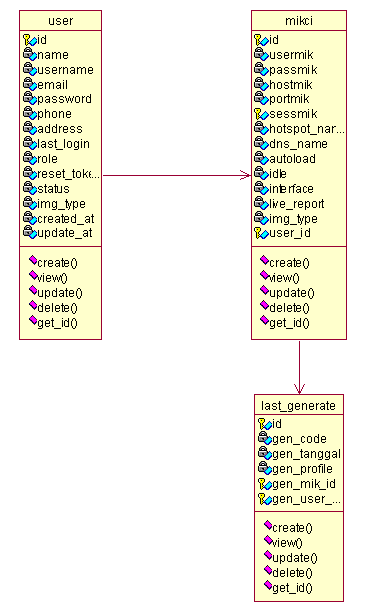 user
id
name
username
email
password
phone
address
last_login
role
reset_toke...
status
img_type
created_at
update_at
create()
view()
update()
delete()
get_id()
mikci
id
usermik
passmik
hostmik
portmik
sessmik
hotspot_nar...
dns_name
autoload
idle
interface
live_report
img_type
user_id
create()
view()
update()
delete()
get_id()
last_generate
id
gen_code
gen_tanggal
gen_profile
gen_mik_id
gen_user_...
create()
view()
update()
delete()
get_id()